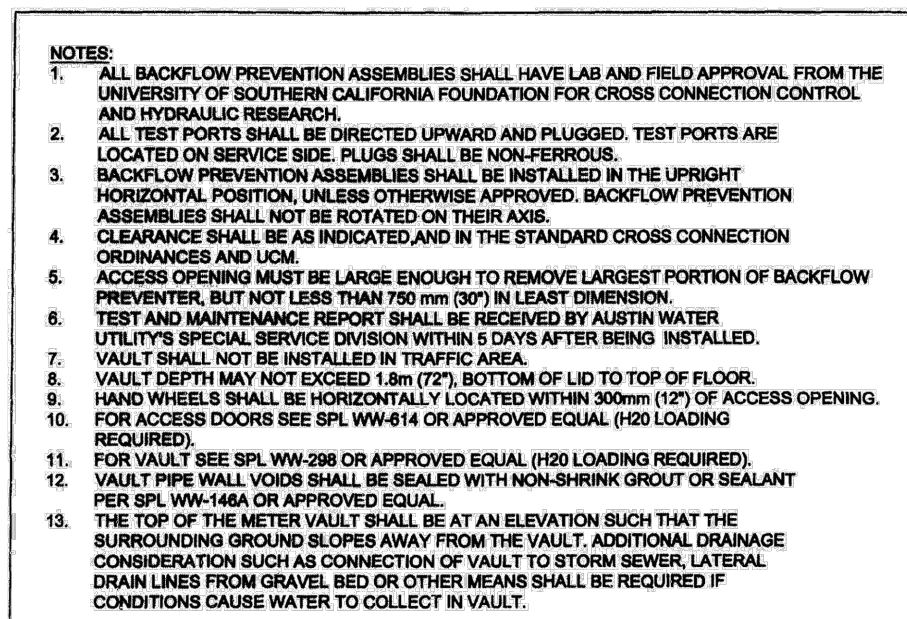 NOTES:
1. ALL BACKFLOW PREVENTION ASSEMBLIES SHALL HAVE LAB AND FIELD APPROVAL FROM THE
UNIVERSITY OF SOUTHERN CALIFORNIA FOUNDATION FOR CROSS CONNECTION CONTROL
AND HYDRAULIC RESEARCH.
2. ALL TEST PORTS SHALL BE DIRECTED UPWARD AND PLUGGED. TEST PORTS ARE
LOCATED ON SERVICE SIDE. PLUGS SHALL BE NON-FERROUS.
3. BACKFLOW PREVENTION ASSEMBLIES SHALL BE INSTALLED IN THE UPRIGHT
HORIZONTAL POSITION, UNLESS OTHERWISE APPROVED. BACKFLOW PREVENTION
ASSEMBLIES SHALL NOT BE ROTATED ON THEIR AXIS.
4. CLEARANCE SHALL BE AS INDICATED,AND IN THE STANDARD CROSS CONNECTION
ORDINANCES AND UCM.
5. ACCESS OPENING MUST BE LARGE ENOUGH TO REMOVE LARGEST PORTION OF BACKFLOW
PREVENTER, BUT NOT LESS THAN 750 mm (30") IN LEAST DIMENSION.
6. TEST AND MAINTENANCE REPORT SHALL BE RECEIVED BY AUSTIN WATER
UTILITY'S SPECIAL SERVICE DIVISION WITHIN 5 DAYS AFTER BEING INSTALLED.
7. VAULT SHALL NOT BE INSTALLED IN TRAFFIC AREA.
8. VAULT DEPTH MAY NOT EXCEED 1.8m (72"), BOTTOM OF LID TO TOP OF FLOOR.
9. HAND WHEELS SHALL BE HORIZONTALLY LOCATED WITHIN 300mm (12") OF ACCESS OPENING.
10. FOR ACCESS DOORS SEE SPL WW-614 OR APPROVED EQUAL (H20 LOADING
REQUIRED).
11. FOR VAULT SEE SPL WW-298 OR APPROVED EQUAL (H20 LOADING REQUIRED).
12. VAULT PIPE WALL VOIDS SHALL BE SEALED WITH NON-SHRINK GROUT OR SEALANT
PER SPL WW-146A OR APPROVED EQUAL.
13. THE TOP OF THE METER VAULT SHALL BE AT AN ELEVATION SUCH THAT THE
SURROUNDING GROUND SLOPES AWAY FROM THE VAULT. ADDITIONAL DRAINAGE
CONSIDERATION SUCH AS CONNECTION OF VAULT TO STORM SEWER, LATERAL
DRAIN LINES FROM GRAVEL BED OR OTHER MEANS SHALL BE REQUIRED IF
CONDITIONS CAUSE WATER TO COLLECT IN VAULT.